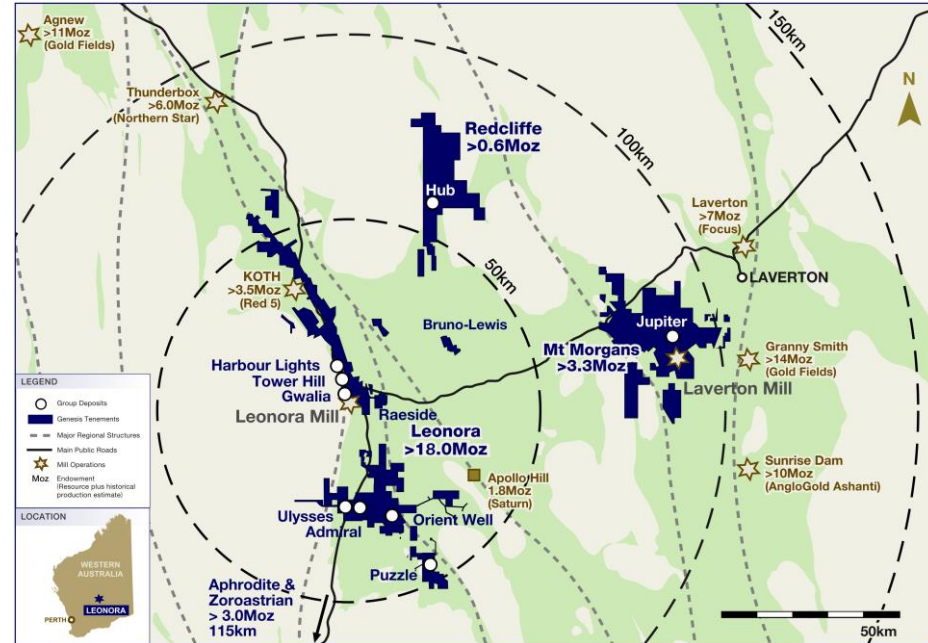 Agnew
>11Moz
(Gold Fields)
Thunderbox
>6.0Moz
(Northern Star)
150km
N
Redcliffe
>0.6Moz
Hub
100km
Laverton
>7Moz
(Focus)
LAVERTON
50km
KOTH
>3.5Moz
(Red 5)
Bruno-Lewis
Jupiter
Mt Morgans
>3.3Moz
Laverton Mill
Granny Smith
>14Moz
(Gold Fields)
Harbour Lights
Tower Hill
Gwalia
Leonora Mill
Raeside
Leonora
>18.0Moz
Apollo Hill
1.8Moz
(Saturn)
Sunrise Dam
>10Moz
(AngloGold Ashanti)
Ulysses
Admiral
Orient Well
Puzzle
Aphrodite &
Zoroastrian
> 3.0Moz
115km
50km
LEGEND
Group Deposits
Genesis Tenements
Major Regional Structures
Main Public Roads
Mill Operations
Moz Endowment
(Resource plus historical
production estimate)
LOCATION
WESTERN
AUSTRALIA
LEONORA
PERTH